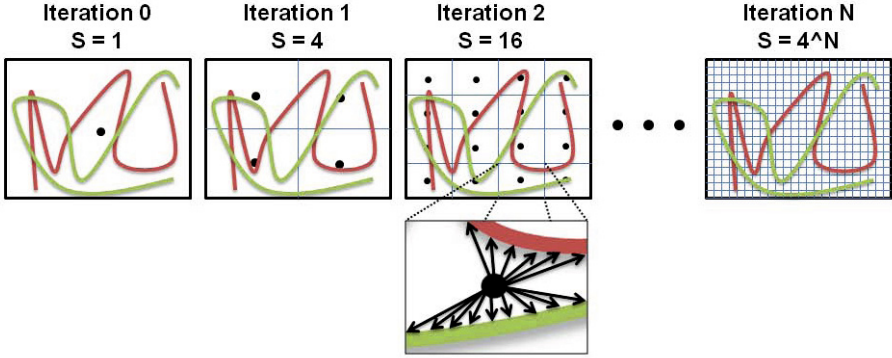 Iteration 0
S = 1
Iteration 1
S = 4
Iteration 2
S = 16
Iteration N
S = 4^N